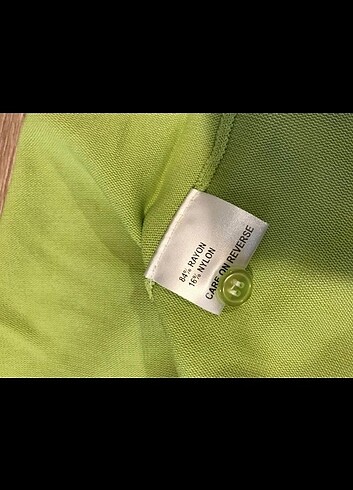 84% RAYON
16% NYLON
CARE ON REVERSE